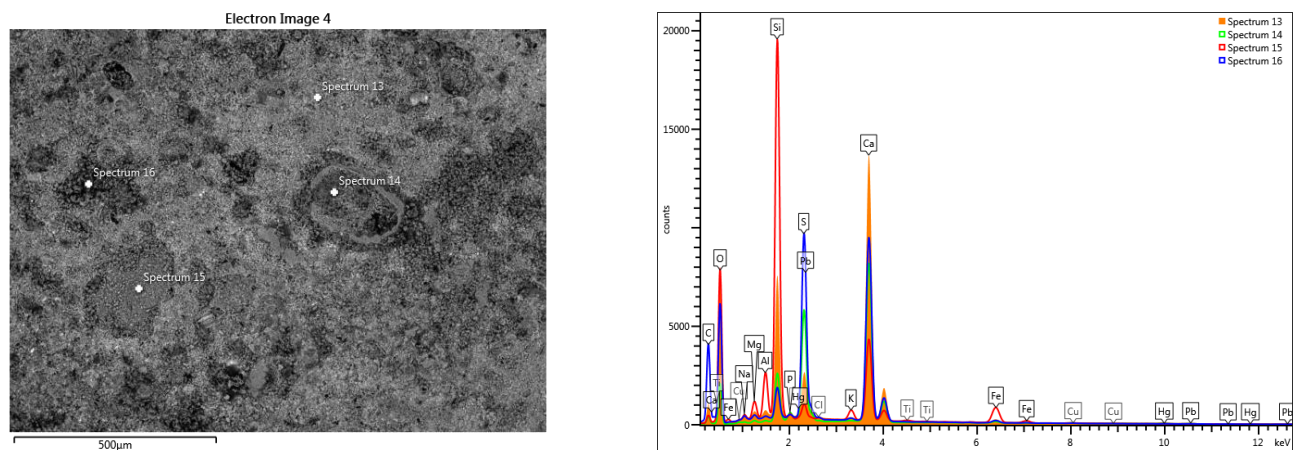 Electron Image 4
Spectrum 13
Spectrum 16
Spectrum 14
Spectrum 15
500µm
Spectrum 13
Spectrum 14
Spectrum 15
Spectrum 16
20000
15000
5000
0
counts
Si
Ca
S
Pb
O
C
Mg
Al
Na
Ti
Ca
Fe
P
Hg
Cl
K
Ti
Ti
Fe
Fe
Cu
Cu
Hg
Pb
Pb
Hg
Pb
2
4
6
8
10
12
keV